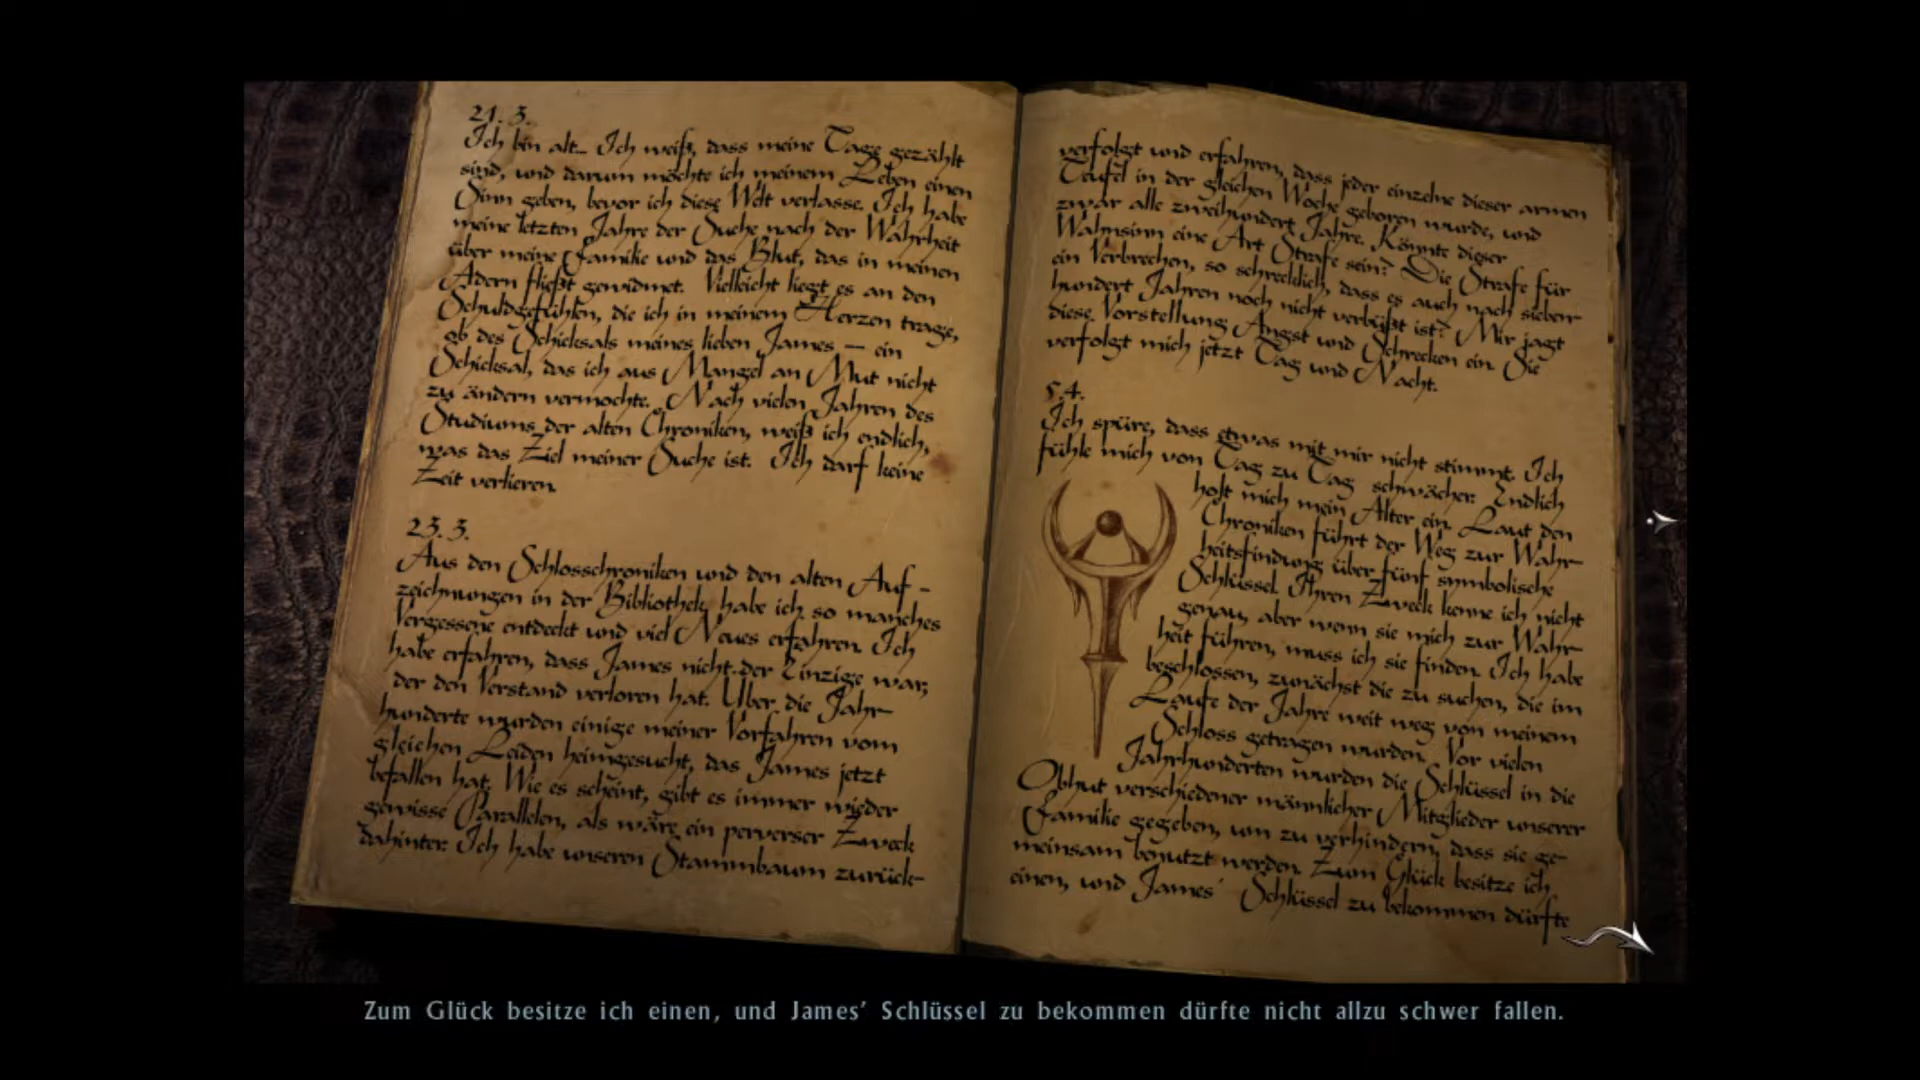 21.3.
Ich bin alt... Ich weiß, dass meine Tage gezählt
sind, und darum möchte ich meinem Leben einen
Sinn geben, bevor ich diese Welt verlasse. Ich habe
meine letzten Jahre der Suche nach der Wahrheit
über meine Familie und das Blut, das in meinen
Adern fließt gewidmet. Vielleicht liegt es an den
Schuldgefühlen, die ich in meinem Herzen trage,
ob des Schicksals meines lieben James – ein
Schicksal, das ich aus Mangel an Mut nicht
zu ändern vermochte. Nach vielen Jahren des
Studiums der alten Chroniken, weiß ich endlich,
was das Ziel meiner Suche ist. Ich darf keine
Zeit verlieren.
23.3.
Aus den Schlosschroniken und den alten Auf-
zeichnungen in der Bibliothek, habe ich so manches
Vergessene entdeckt und viel Neues erfahren. Ich
habe erfahren, dass James nicht der Einzige war,
der den Verstand verloren hat. Über die Jahr-
hunderte wurden einige meiner Vorfahren vom
gleichen Leiden heimgesucht, das James jetzt
befallen hat. Wie es scheint, gibt es immer wieder
gewisse Parallelen, als wäre ein perverser Zweck
dahinter. Ich habe unseren Stammbaum zurück-
verfolgt und erfahren, dass jeder einzelne dieser armen
Teufel in der gleichen Woche geboren wurde, und
zwar alle zweihundert Jahre. Könnte dieser
Wahnsinn eine Art Strafe sein? Die Strafe für
ein Verbrechen, so schrecklich, dass es auch nach sieben-
hundert Jahren noch nicht verbüßt ist? Mir jagt
diese Vorstellung Angst und Schrecken ein. Sie
verfolgt mich jetzt Tag und Nacht.
5.4.
Ich spüre, dass etwas mit mir nicht stimmt. Ich
fühle mich von Tag zu Tag schwächer. Endlich
holt mich mein Alter ein. Laut den
Chroniken führt der Weg zur Wahr-
heitsfindung über fünf symbolische
Schlüssel. Ihren Zweck kenne ich nicht
genau, aber wenn sie mich zur Wahr-
heit führen, muss ich sie finden. Ich habe
beschlossen, zunächst die zu suchen, die im
Laufe der Jahre weit weg von meinem
Schloss getragen wurden. Vor vielen
Jahrhunderten wurden die Schlüssel in die
Obhut verschiedener männlicher Mitglieder unserer
Familie gegeben, um zu verhindern, dass sie ge-
meinsam benutzt werden. Zum Glück besitze ich
einen, und James' Schlüssel zu bekommen dürfte
Zum Glück besitze ich einen, und James' Schlüssel zu bekommen dürfte nicht allzu schwer fallen.